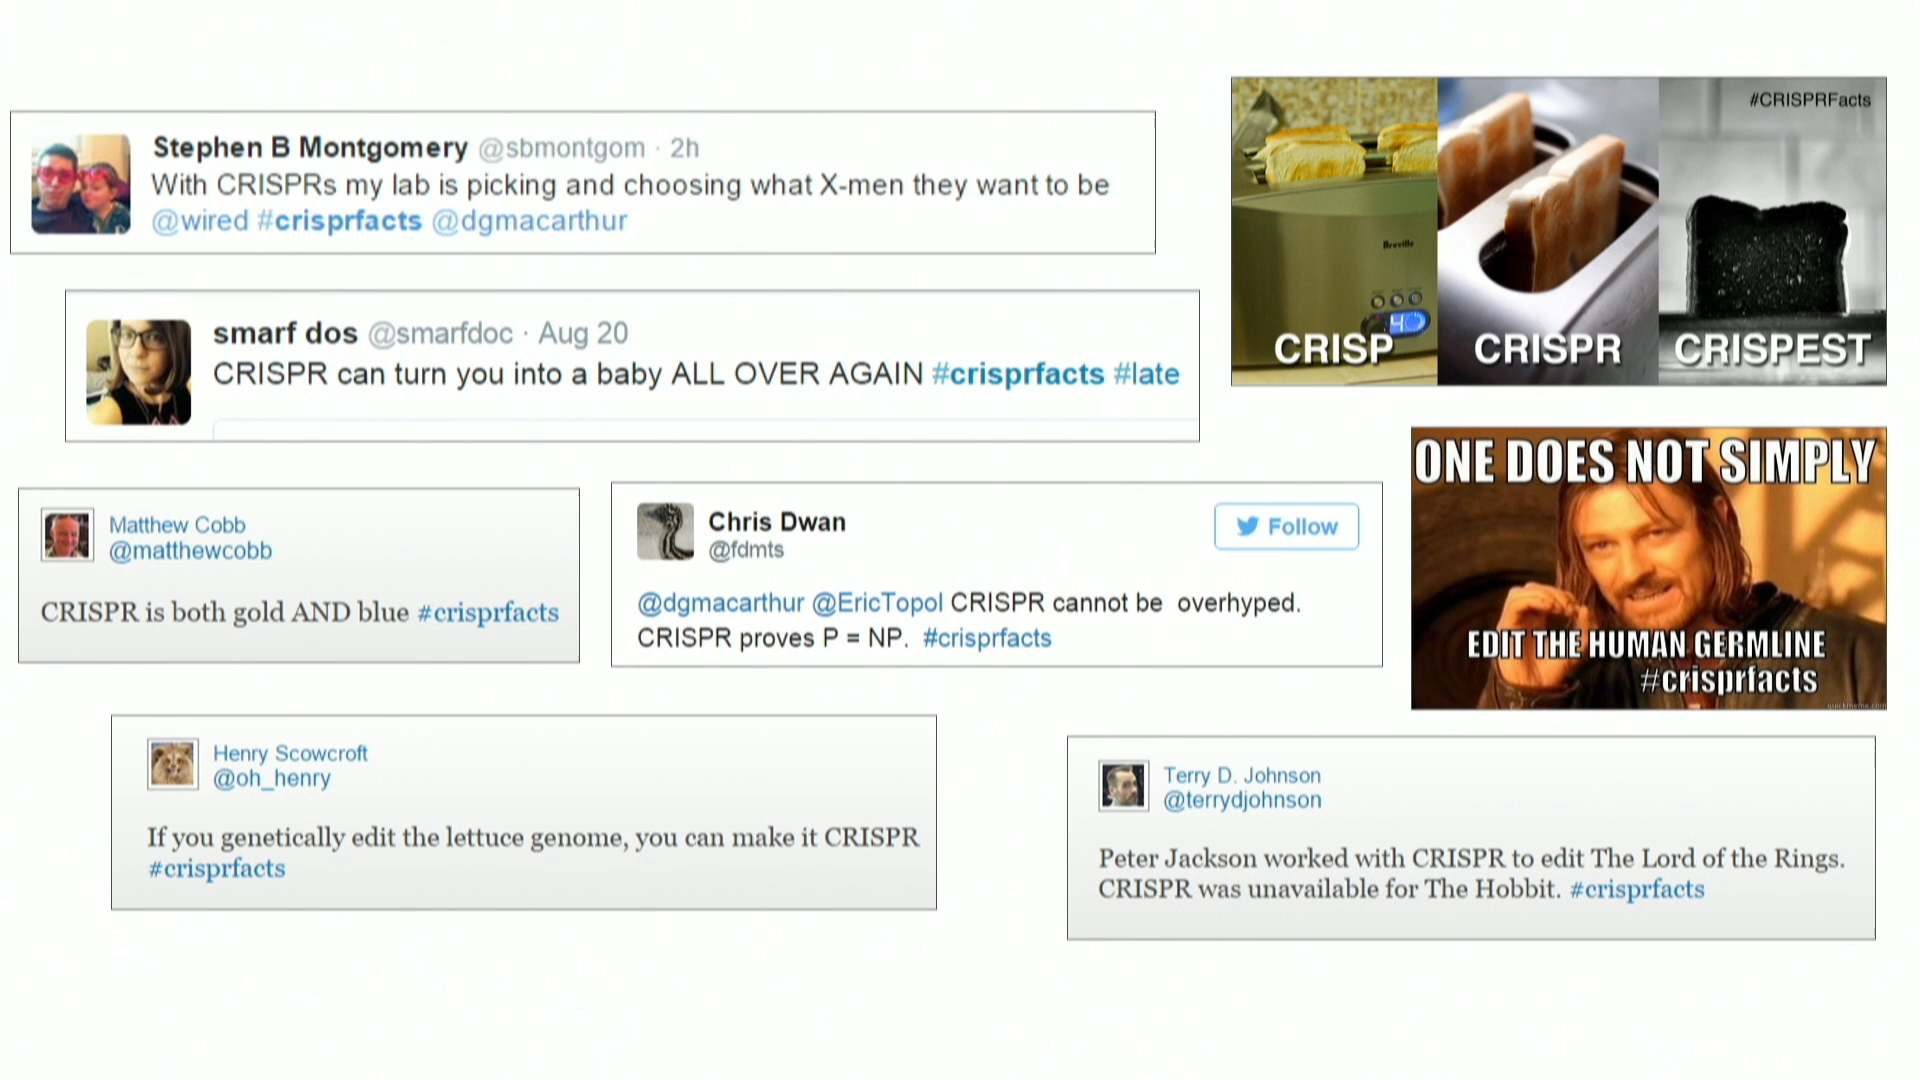 Stephen B Montgomery @sbmontgom · 2h
With CRISPRs my lab is picking and choosing what X-men they want to be
@wired #crisprfacts @dgmacarthur
smarf dos @smarfdoc · Aug 20
CRISPR can turn you into a baby ALL OVER AGAIN #crisprfacts #late
#CRISPRFacts
Breville
40
CRISP
CRISPR
CRISPEST
Matthew Cobb
@matthewcobb
CRISPR is both gold AND blue #crisprfacts
Chris Dwan
@fdmts
Follow
@dgmacarthur @EricTopol CRISPR cannot be overhyped.
CRISPR proves P = NP. #crisprfacts
ONE DOES NOT SIMPLY
EDIT THE HUMAN GERMLINE
#crisprfacts
quickmeme.com
Henry Scowcroft
@oh_henry
If you genetically edit the lettuce genome, you can make it CRISPR
#crisprfacts
Terry D. Johnson
@terrydjohnson
Peter Jackson worked with CRISPR to edit The Lord of the Rings.
CRISPR was unavailable for The Hobbit. #crisprfacts